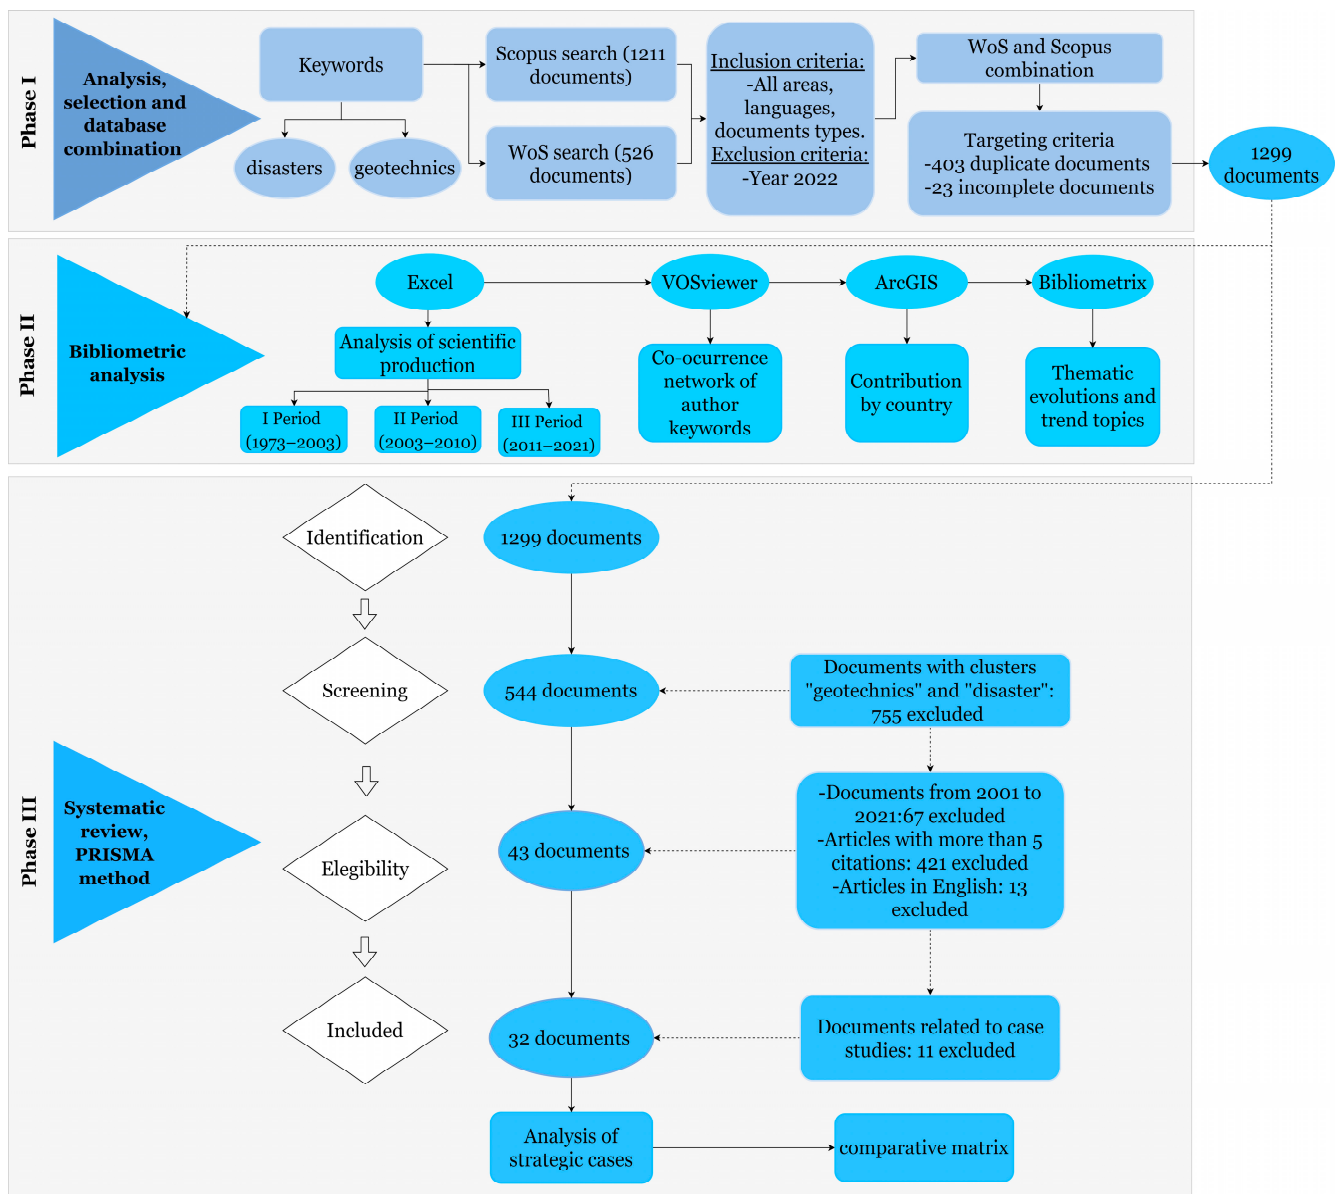 Phase I
Analysis,
selection and
database
combination
Keywords
disasters
geotechnics
Scopus search (1211
documents)
WoS search (526
documents)
Inclusion criteria:
-All areas,
languages,
documents types.
Exclusion criteria:
-Year 2022
WoS and Scopus
combination
Targeting criteria
-403 duplicate documents
-23 incomplete documents
1299
documents
Phase II
Bibliometric
analysis
Excel
VOSviewer
ArcGIS
Bibliometrix
Analysis of scientific
production
I Period
(1973–2003)
II Period
(2003–2010)
III Period
(2011–2021)
Co-ocurrence
network of
author
keywords
Contribution
by country
Thematic
evolutions and
trend topics
Phase III
Systematic
review,
PRISMA
method
Identification
1299 documents
Screening
544 documents
Documents with clusters
"geotechnics" and "disaster":
755 excluded
Elegibility
43 documents
-Documents from 2001 to
2021:67 excluded
-Articles with more than 5
citations: 421 excluded
-Articles in English: 13
excluded
Included
32 documents
Documents related to case
studies: 11 excluded
Analysis of
strategic cases
comparative matrix